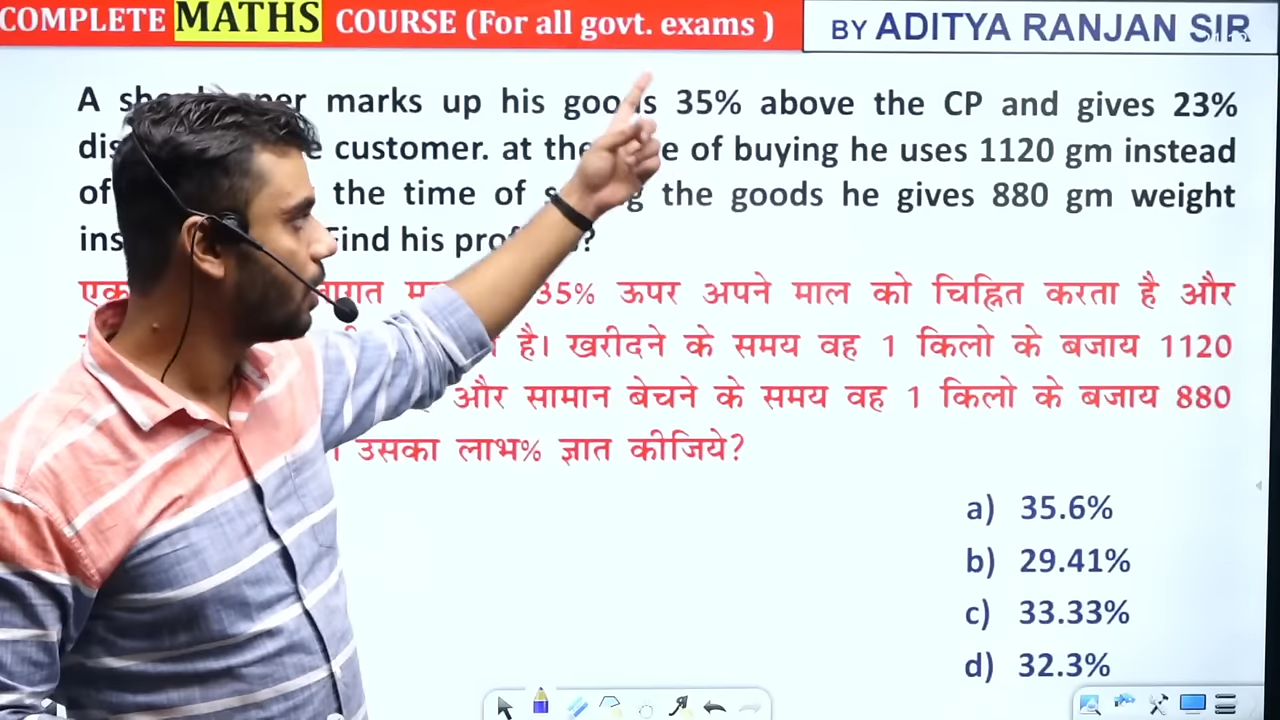 COMPLETE MATHS COURSE (For all govt. exams ) BY ADITYA RANJAN SIR
A marks up his goods 35% above the CP and gives 23%
customer. at the of buying he uses 1120 gm instead
of the time of the goods he gives 880 gm weight
Find his
35% ऊपर अपने माल को चिह्नित करता है और
है। खरीदने के समय वह 1 किलो के बजाय 1120
और सामान बेचने के समय वह 1 किलो के बजाय 880
उसका लाभ% ज्ञात कीजिये?
a) 35.6%
b) 29.41%
c) 33.33%
d) 32.3%